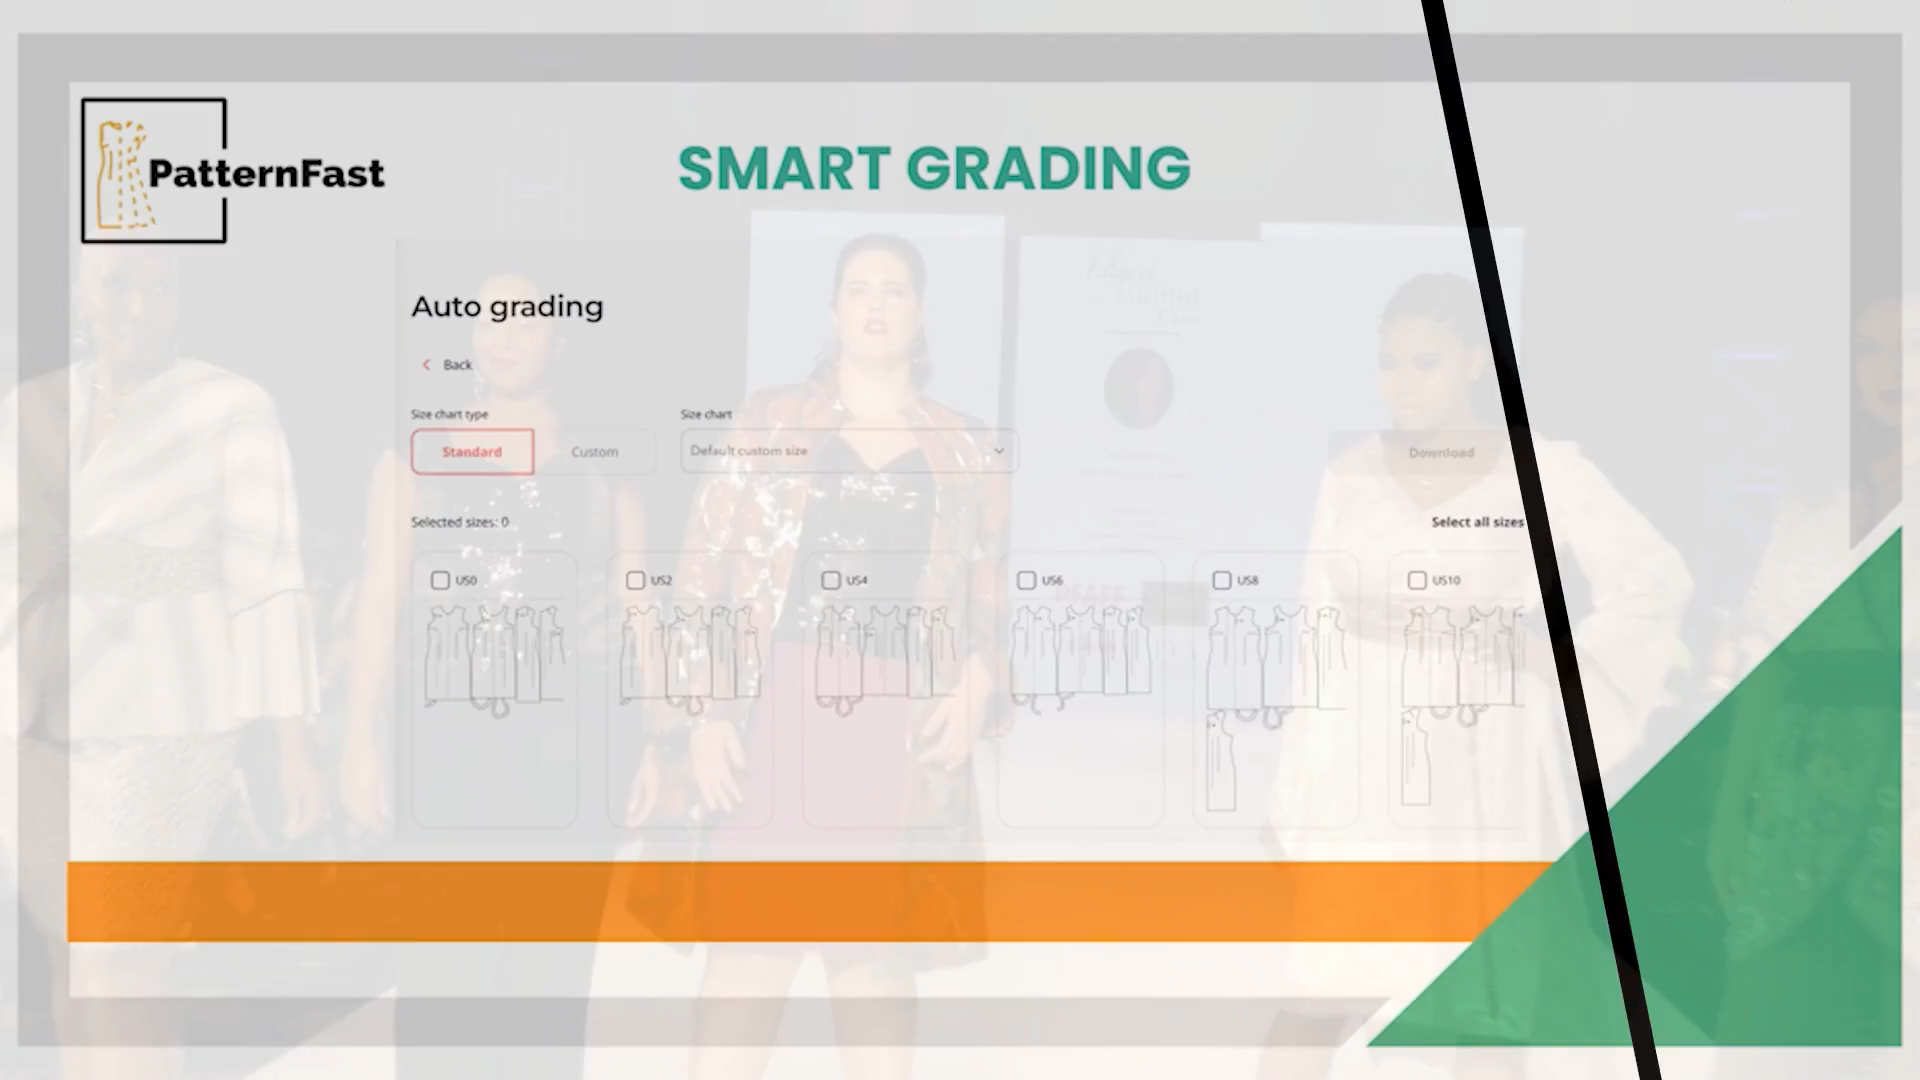 PatternFast
SMART GRADING
Auto grading
Back
Size chart type
Size chart
Standard
Custom
Default custom size
Download
Selected sizes: 0
Select all sizes
US0
US2
US4
US6
US8
US10